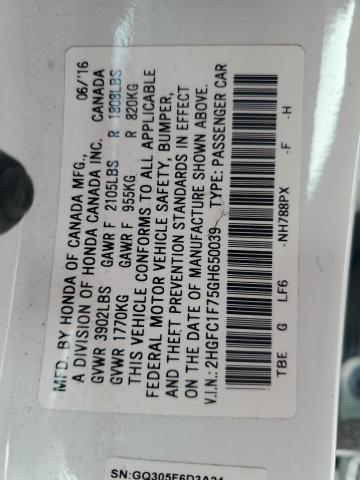 MFD. BY HONDA OF CANADA MFG., 06/'16
A DIVISION OF HONDA CANADA INC. CANADA
GVWR 3902LBS GAWR F 2105LBS R 1808LBS
GVWR 1770KG GAWR F 955KG R 820KG
THIS VEHICLE CONFORMS TO ALL APPLICABLE
FEDERAL MOTOR VEHICLE SAFETY, BUMPER,
AND THEFT PREVENTION STANDARDS IN EFFECT
ON THE DATE OF MANUFACTURE SHOWN ABOVE.
V.I.N.: 2HGFC1F75GH650039 TYPE: PASSENGER CAR
-NH788PX -F -H
TBE G LF6
SN:GQ305E6D3A34